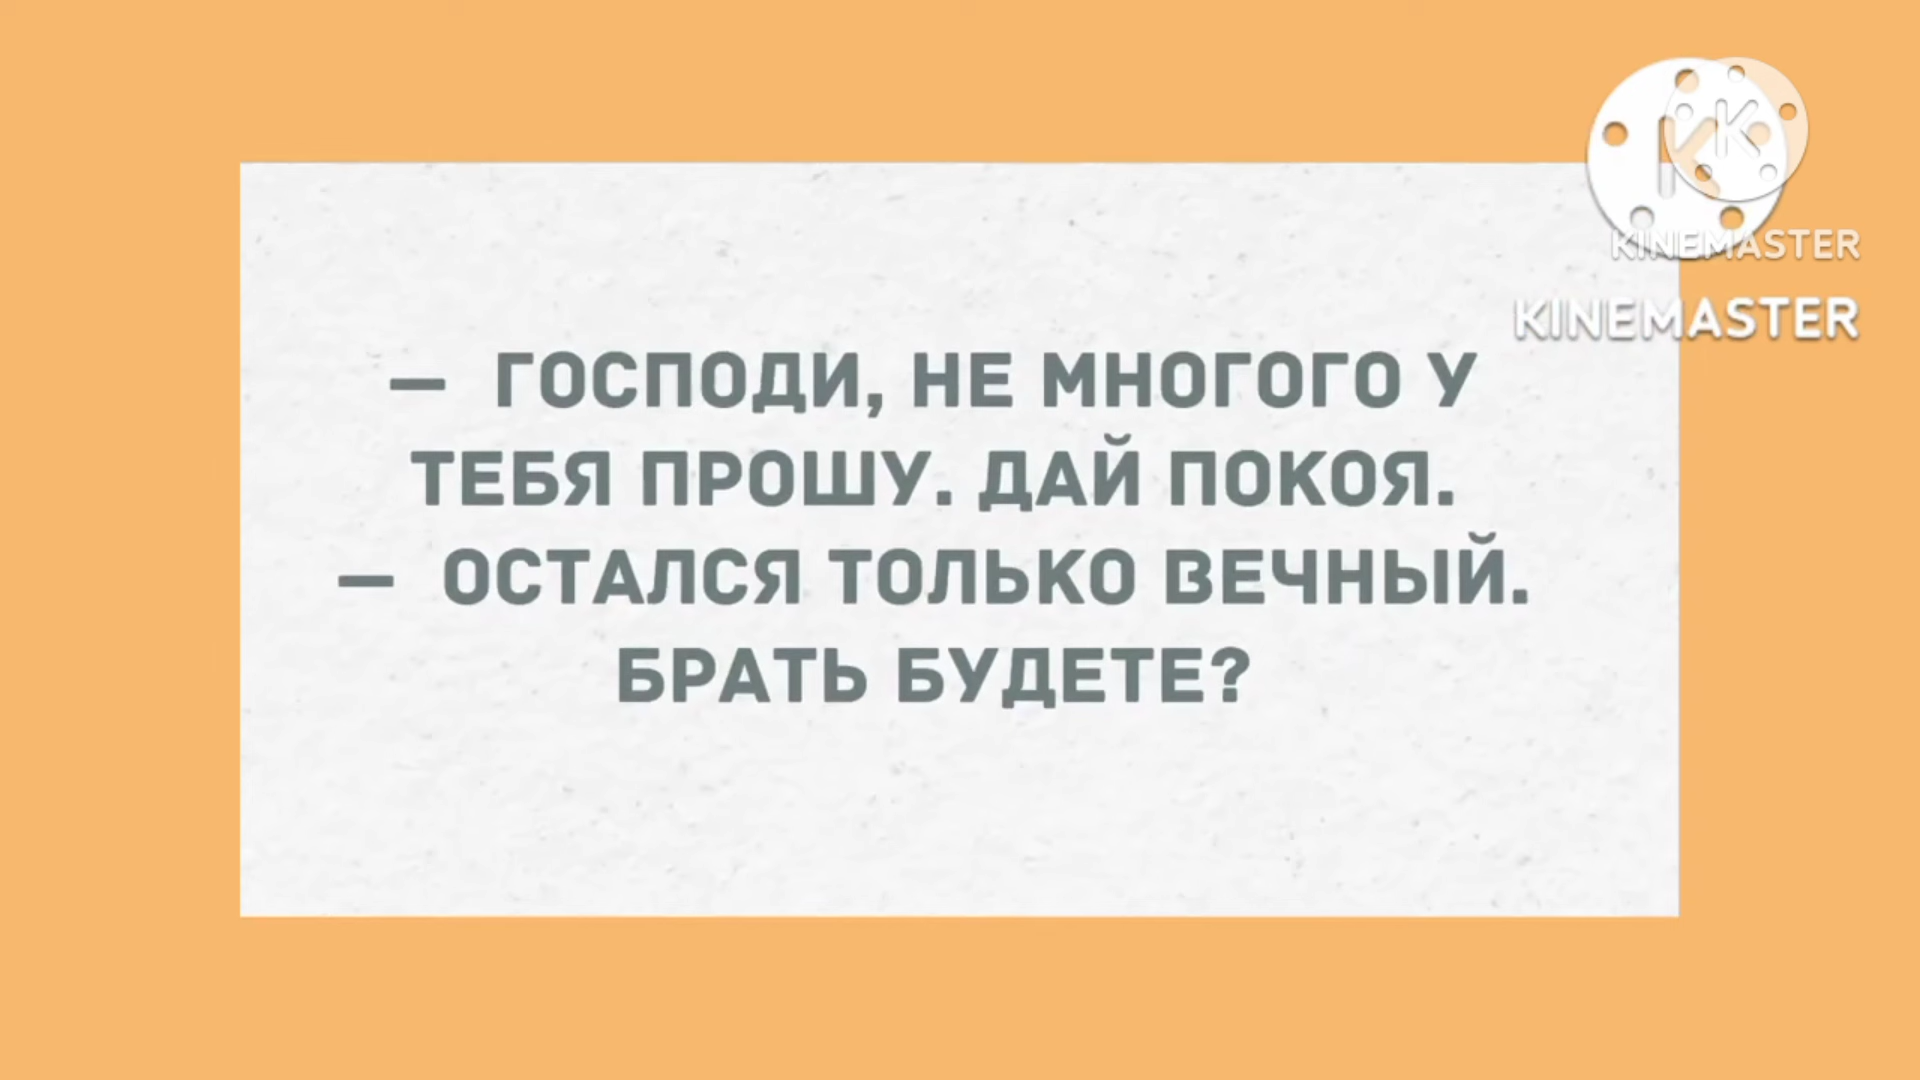 — ГОСПОДИ, НЕ МНОГОГО У
ТЕБЯ ПРОШУ. ДАЙ ПОКОЯ.
— ОСТАЛСЯ ТОЛЬКО ВЕЧНЫЙ.
БРАТЬ БУДЕТЕ?
K
K
KINEMASTER
KINEMASTER